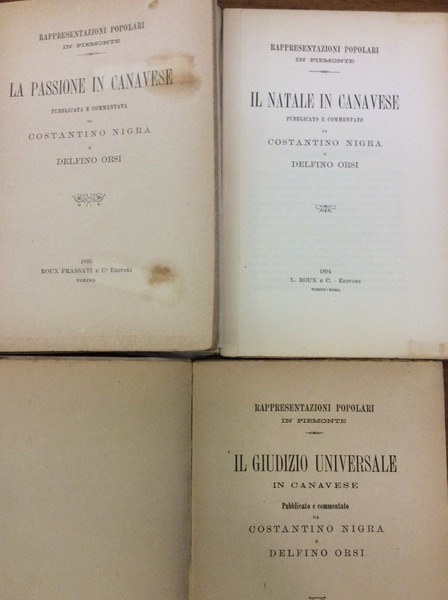 RAPPRESENTAZIONI POPOLARI
IN PIEMONTE
LA PASSIONE IN CANAVESE
PUBBLICATA E COMMENTATA
DA
COSTANTINO NIGRA
E
DELFINO ORSI
1895
ROUX FRASSATI E Cº EDITORI
TORINO
RAPPRESENTAZIONI POPOLARI
IN PIEMONTE
IL NATALE IN CANAVESE
PUBBLICATO E COMMENTATO
DA
COSTANTINO NIGRA
E
DELFINO ORSI
1894
L. ROUX E C. - EDITORI
TORINO-ROMA.
RAPPRESENTAZIONI POPOLARI
IN PIEMONTE
IL GIUDIZIO UNIVERSALE
IN CANAVESE
Pubblicato e commentato
DA
COSTANTINO NIGRA
E
DELFINO ORSI